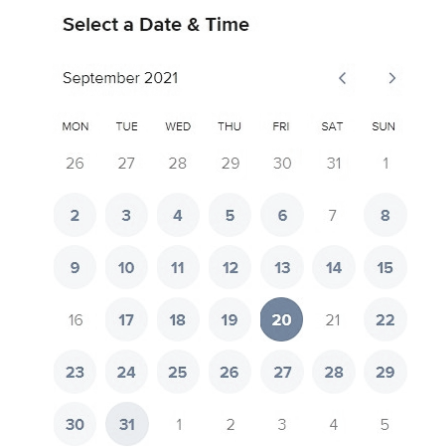 Select a Date & Time
September 2021
MON TUE WED THU FRI SAT SUN
26 27 28 29 30 31 1
2 3 4 5 6 7 8
9 10 11 12 13 14 15
16 17 18 19 20 21 22
23 24 25 26 27 28 29
30 31 1 2 3 4 5